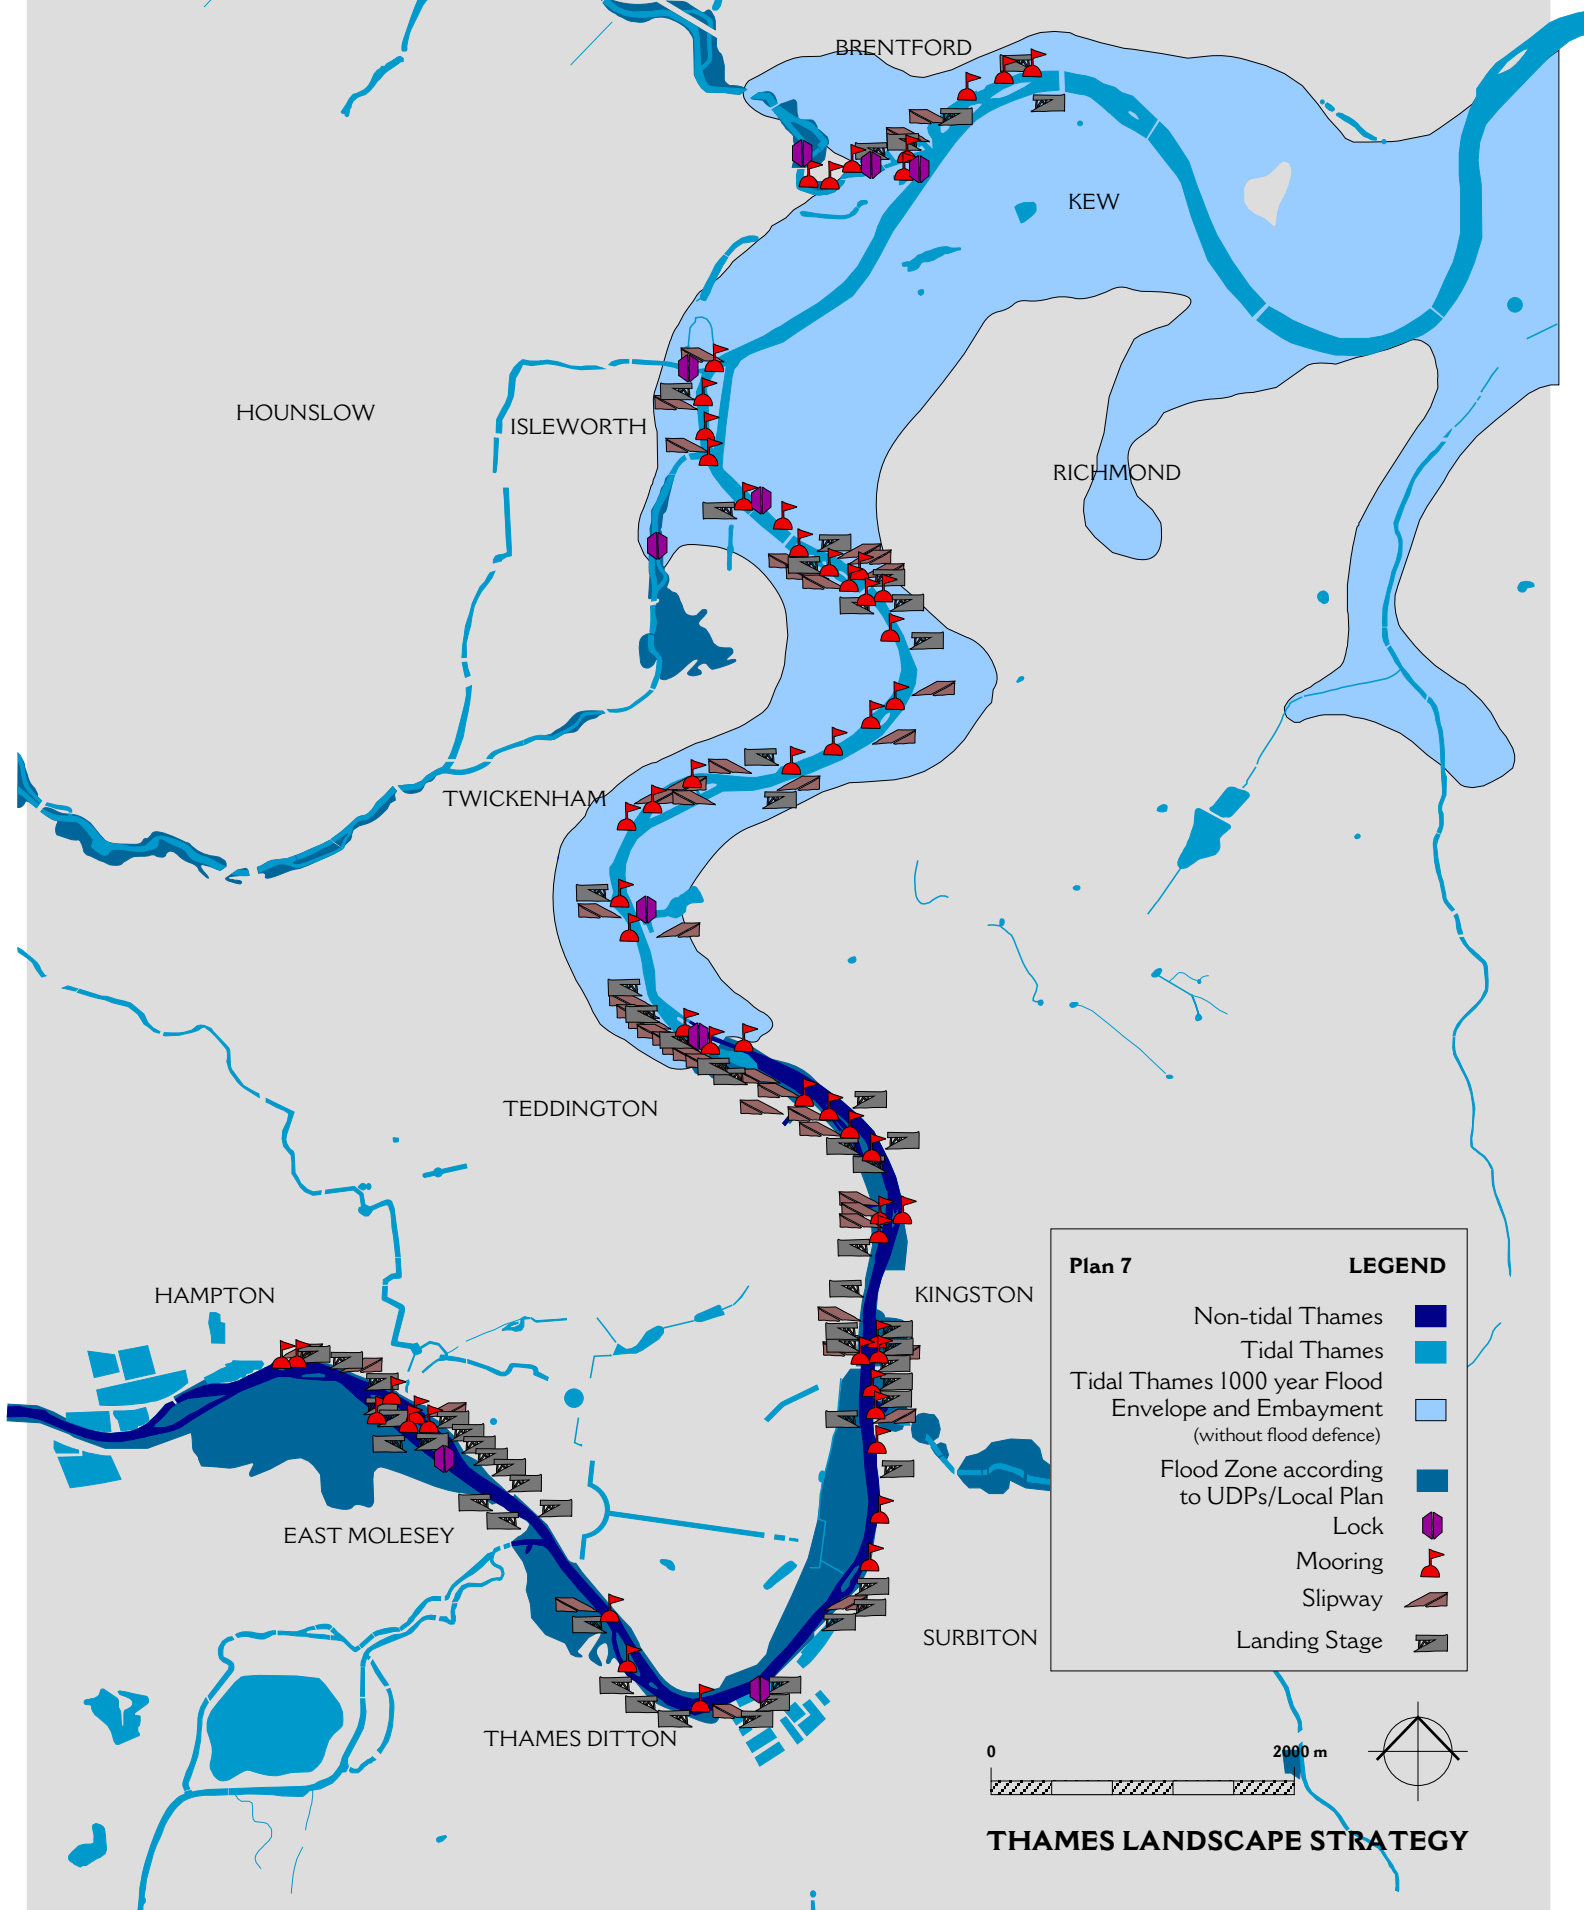 BRENTFORD
KEW
HOUNSLOW
ISLEWORTH
RICHMOND
TWICKENHAM
TEDDINGTON
HAMPTON
KINGSTON
EAST MOLESEY
SURBITON
THAMES DITTON
Plan 7 LEGEND
Non-tidal Thames
Tidal Thames
Tidal Thames 1000 year Flood
Envelope and Embayment
(without flood defence)
Flood Zone according
to UDPs/Local Plan
Lock
Mooring
Slipway
Landing Stage
0 2000 m
THAMES LANDSCAPE STRATEGY